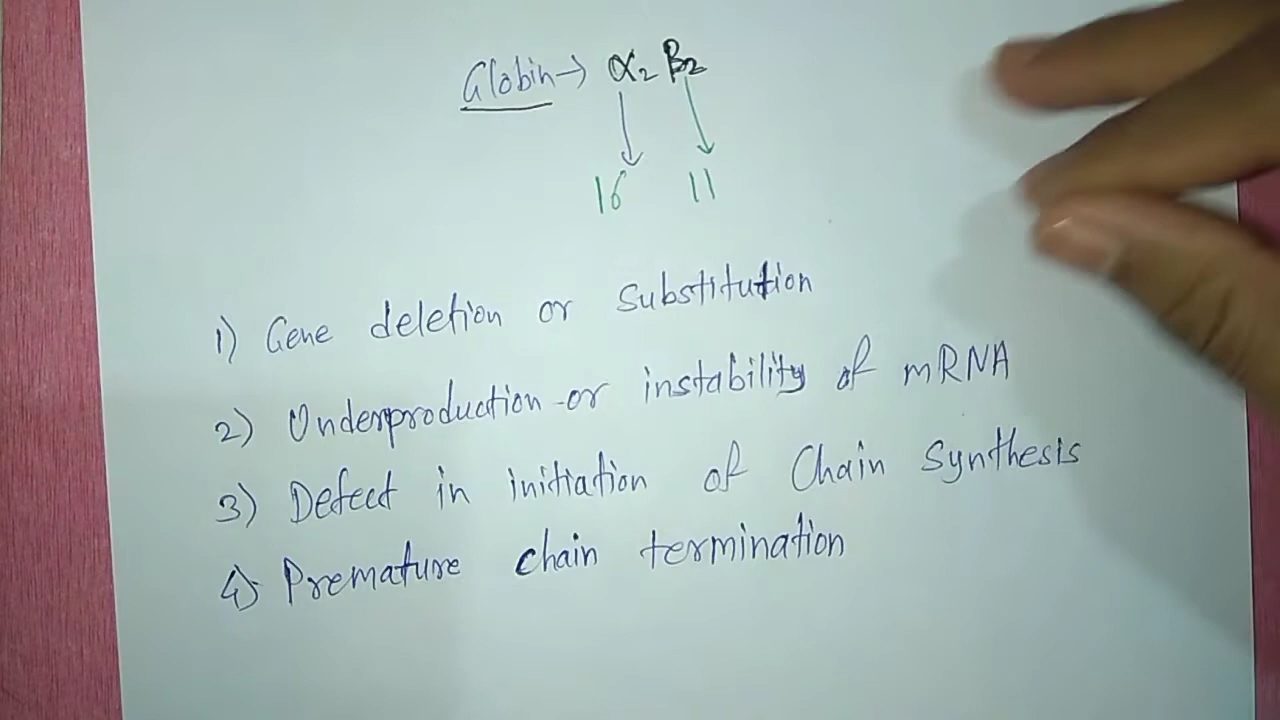 Globin → α₂ β₂
16 11
1) Gene deletion or substitution
2) Underproduction or instability of mRNA
3) Defect in initiation of Chain Synthesis
4) Premature chain termination